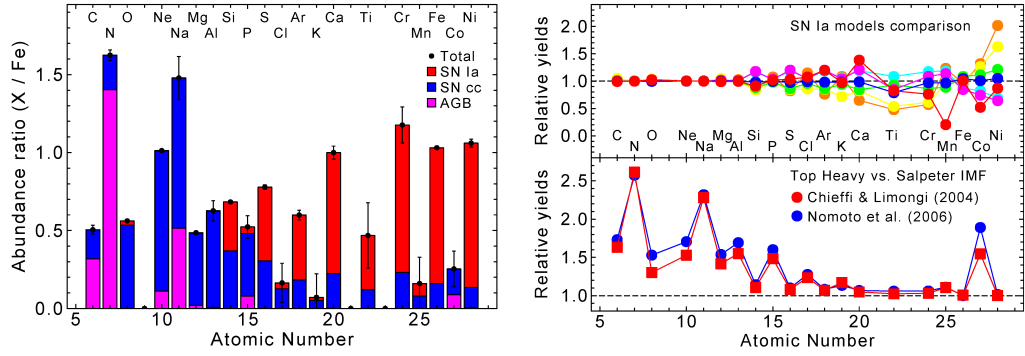 C O Ne Mg Si S Ar Ca Ti Cr Fe Ni
N Na Al P Cl K Mn Co
Total
SN Ia
SN cc
AGB
Abundance ratio (X / Fe)
1.5
1.0
0.5
0.0
5 10 15 20 25
Atomic Number
SN Ia models comparison
Relative yields
2.0
1.5
1.0
0.5
0.0
C O Ne Mg Si S Ar Ca Ti Cr Fe Ni
N Na Al P Cl K Mn Co
Top Heavy vs. Salpeter IMF
Chieffi & Limongi (2004)
Nomoto et al. (2006)
Relative yields
2.5
2.0
1.5
1.0
5 10 15 20 25
Atomic Number